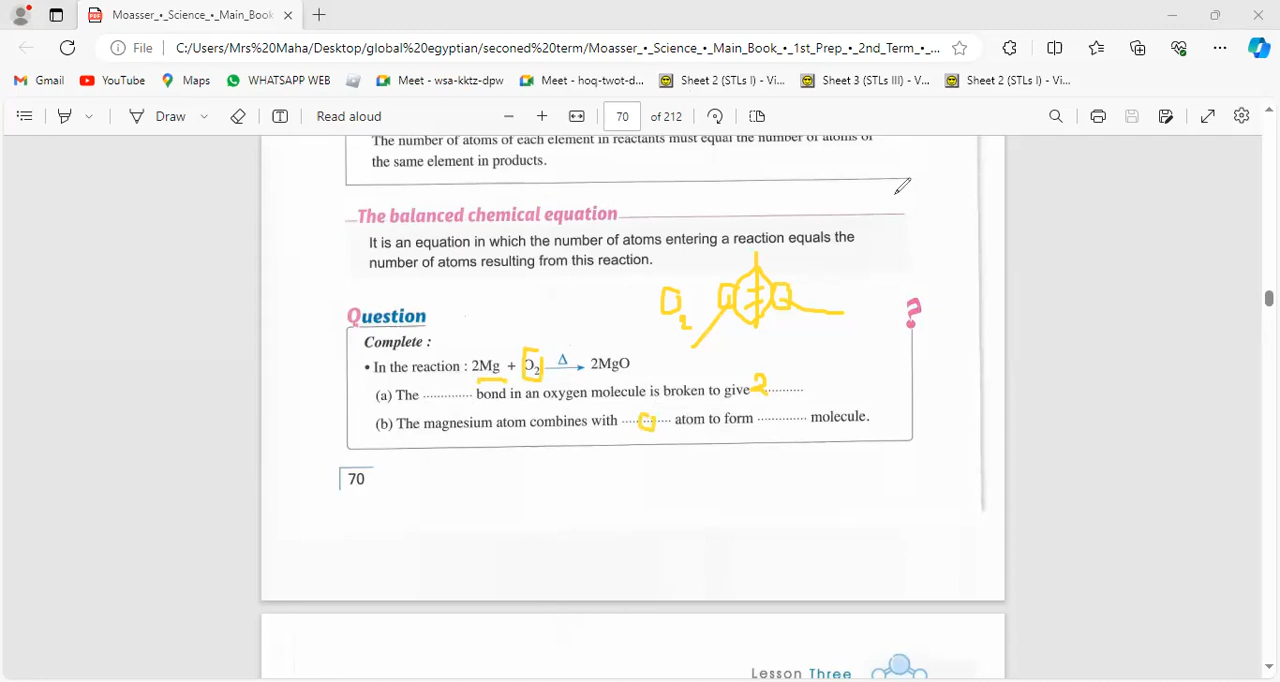 Moasser_•_Science_•_Main_Book
File C:/Users/Mrs%20Maha/Desktop/global%20egyptian/seconed%20tem/Moasser_•_Science_•_Main_Book_•_1st_Prep_•_2nd_Term_•_...
Gmail YouTube Maps WHATSAPP WEB Meet - wsa-kktz-dpw Meet - hoq-twot-d... Sheet 2 (STLs I) - Vi... Sheet 3 (STLs III) - V... Sheet 2 (STLs I) - Vi...
Draw Read aloud 70 of 212
The number of atoms of each element in reactants must equal the number of atoms of
the same element in products.
The balanced chemical equation
It is an equation in which the number of atoms entering a reaction equals the
number of atoms resulting from this reaction.
O2
Question ?
Complete :
• In the reaction : 2Mg + O₂ Δ→ 2MgO
(a) The ............ bond in an oxygen molecule is broken to give 2 ............
(b) The magnesium atom combines with ............ atom to form ............ molecule.
70
Lesson Three